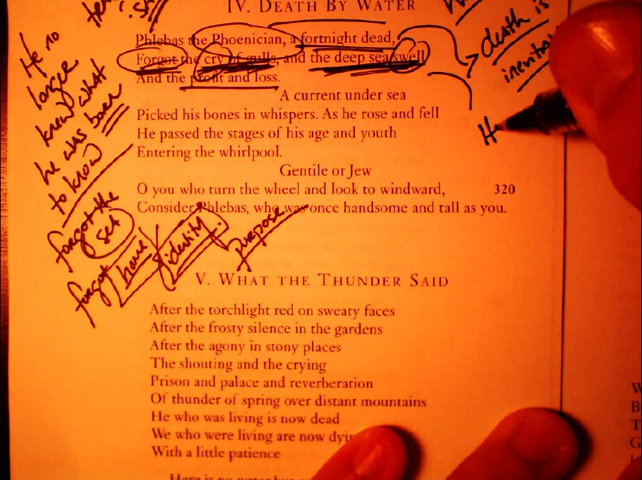 IV. DEATH BY WATER
Phlebas the Phoenician, a fortnight dead,
Forgot the cry of gulls, and the deep sea swell
And the profit and loss.
A current under sea
Picked his bones in whispers. As he rose and fell
He passed the stages of his age and youth
Entering the whirlpool.
Gentile or Jew
O you who turn the wheel and look to windward, 320
Consider Phlebas, who was once handsome and tall as you.
V. WHAT THE THUNDER SAID
After the torchlight red on sweaty faces
After the frosty silence in the gardens
After the agony in stony places
The shouting and the crying
Prison and palace and reverberation
Of thunder of spring over distant mountains
He who was living is now dead
We who were living are now dyin
With a little patience
He no
longer
knew what
he was born
to know
forgot the
sea
forgot home
identity
purpose
death is
inevita
H